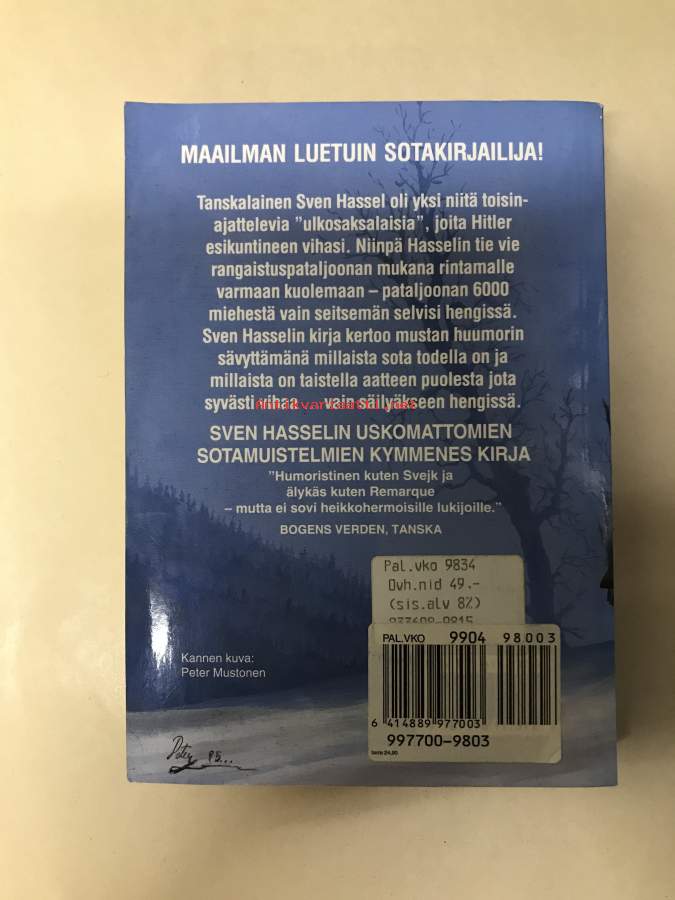 MAAILMAN LUETUIN SOTAKIRJAILIJA!
Tanskalainen Sven Hassel oli yksi niitä toisin-
ajattelevia "ulkosaksalaisia", joita Hitler
esikuntineen vihasi. Niinpä Hasselin tie vie
rangaistuspataljoonan mukana rintamalle
varmaan kuolemaan – pataljoonan 6000
miehestä vain seitsemän selvisi hengissä.
Sven Hasselin kirja kertoo mustan huumorin
sävyttämänä millaista sota todella on ja
millaista on taistella aatteen puolesta jota
syvästi vihaa vain säilyäkseen hengissä.
Antikvariaatti.net
SVEN HASSELIN USKOMATTOMIEN
SOTAMUISTELMIEN KYMMENES KIRJA
"Humoristinen kuten Svejk ja
älykäs kuten Remarque
– mutta ei sovi heikkohermoisille lukijoille."
BOGENS VERDEN, TANSKA
Pal.vko 9834
Ovh.nid 49.-
(sis.alv 8%)
PAL.VKO 9904 98.003
6 414889 977003
997700-9803
Kannen kuva:
Peter Mustonen